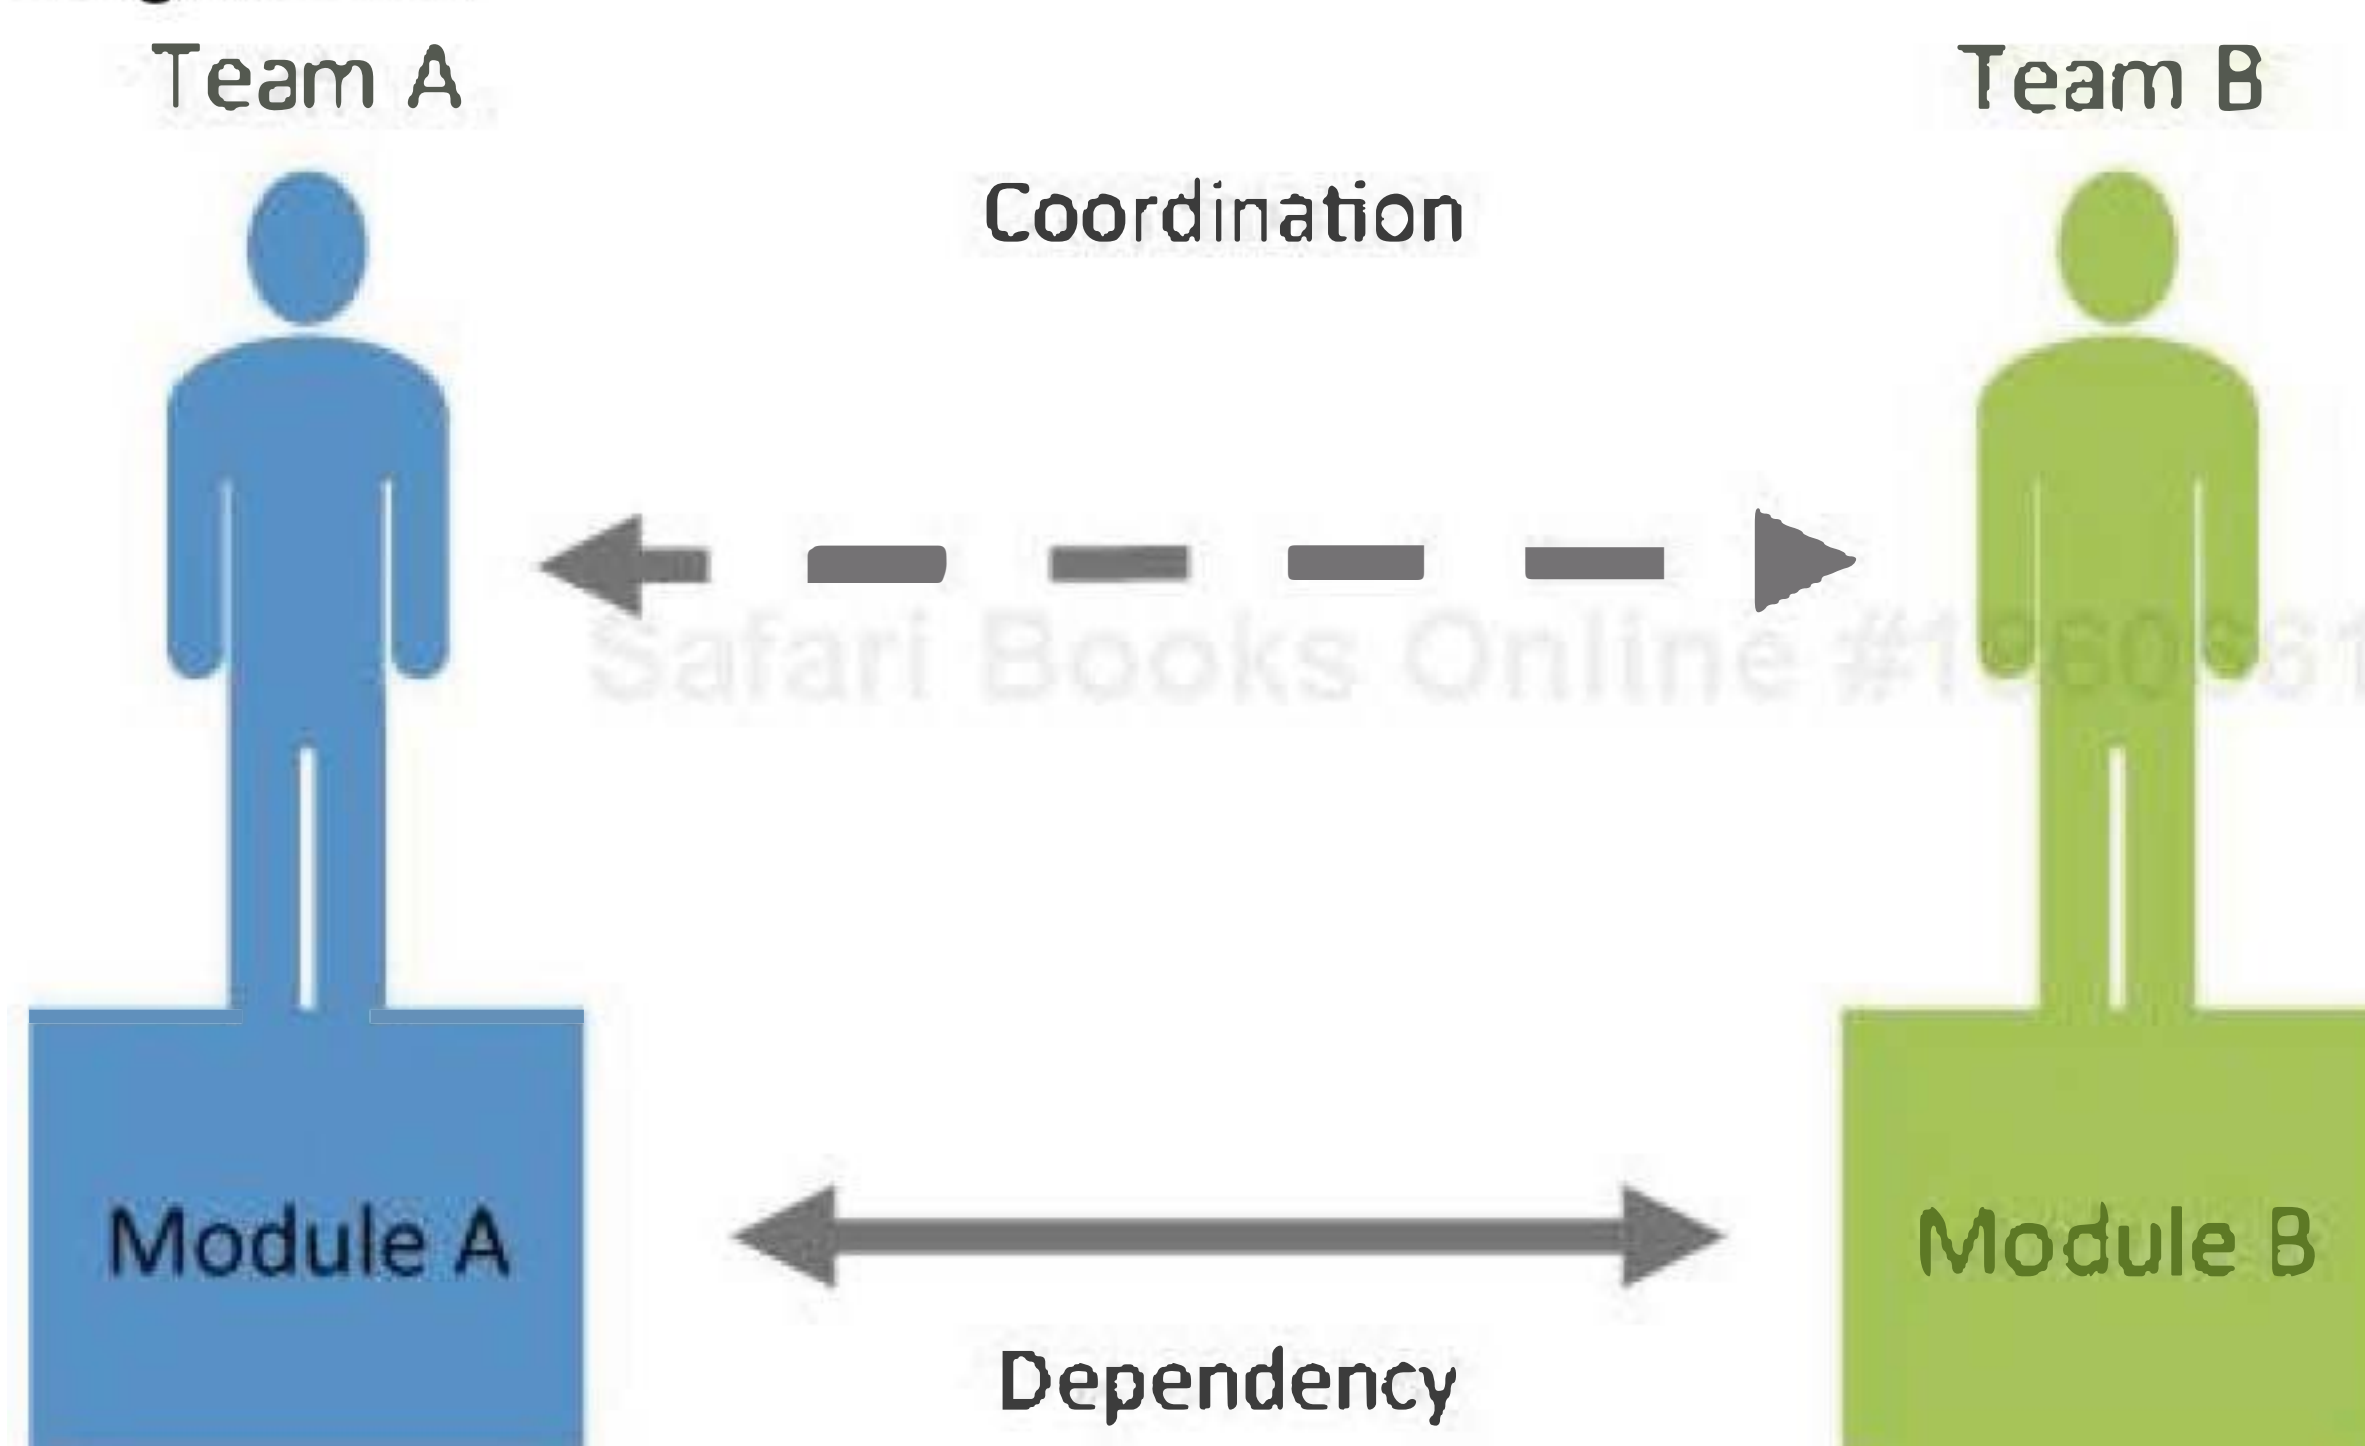 Team A
Team B
Coordination
Safari Books Online
Module A
Module B
Dependency